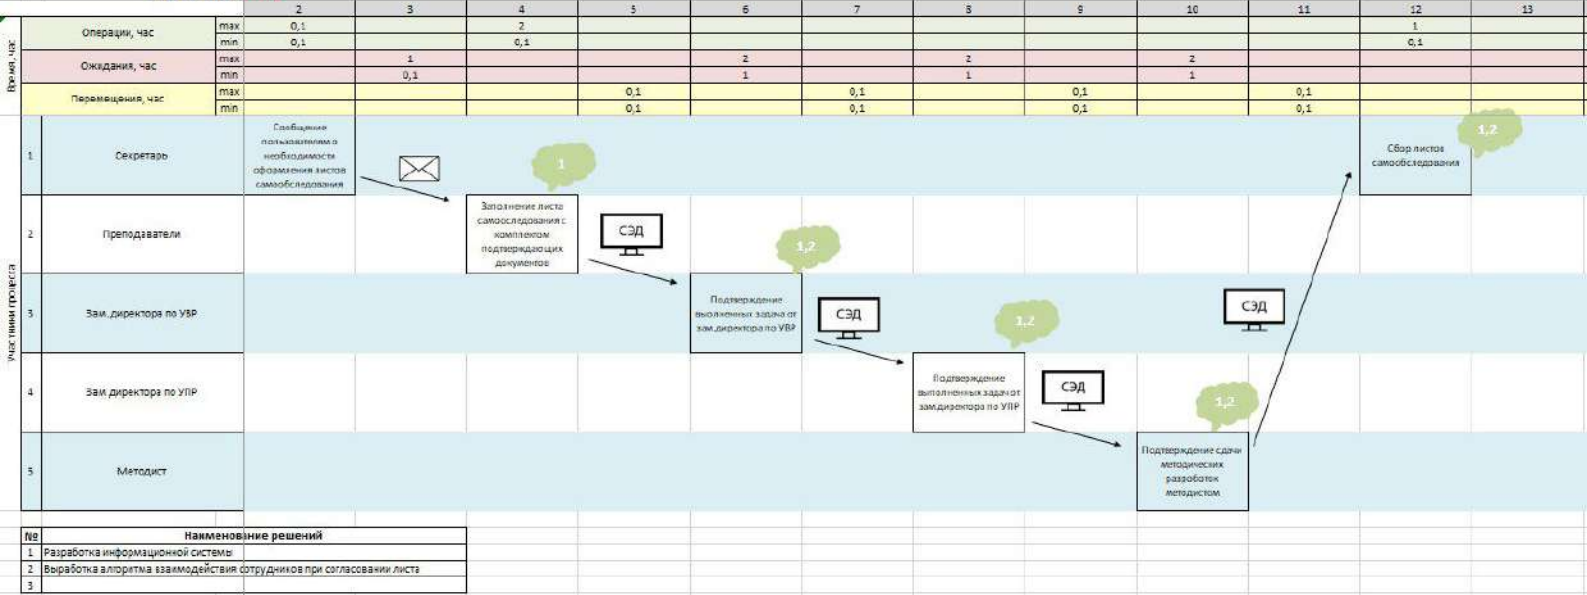 2 3 4 5 6 7 8 9 10 11 12 13
Время, час
Операции, час
max 0,1 2 1
min 0,1 0,1 0,1
Ожидания, час
max 1 2 2 2
min 0,1 1 1 1
Перемещения, час
max 0,1 0,1 0,1 0,1
min 0,1 0,1 0,1 0,1
Участники процесса
1 Секретарь
Сообщение
пользователям о
необходимости
оформления листов
самообследования
1
Сбор листов
самообследования
1,2
2 Преподаватели
Заполнение листа
самооследования с
комплектом
подтверждающих
документов
СЭД
1,2
3 Зам.директора по УВР
Подтверждение
выолненных задача от
зам.директора по УВР
СЭД
1,2
СЭД
4 Зам.директора по УПР
Подтверждение
выполненных задач от
зам.директора по УПР
СЭД
1,2
5 Методист
Подтверждение сдачи
методических
разроботок
методистом
№ Наименование решений
1 Разработка информационной системы
2 Выработка алгоритма взаимодействия сотрудников при согласовании листа
3